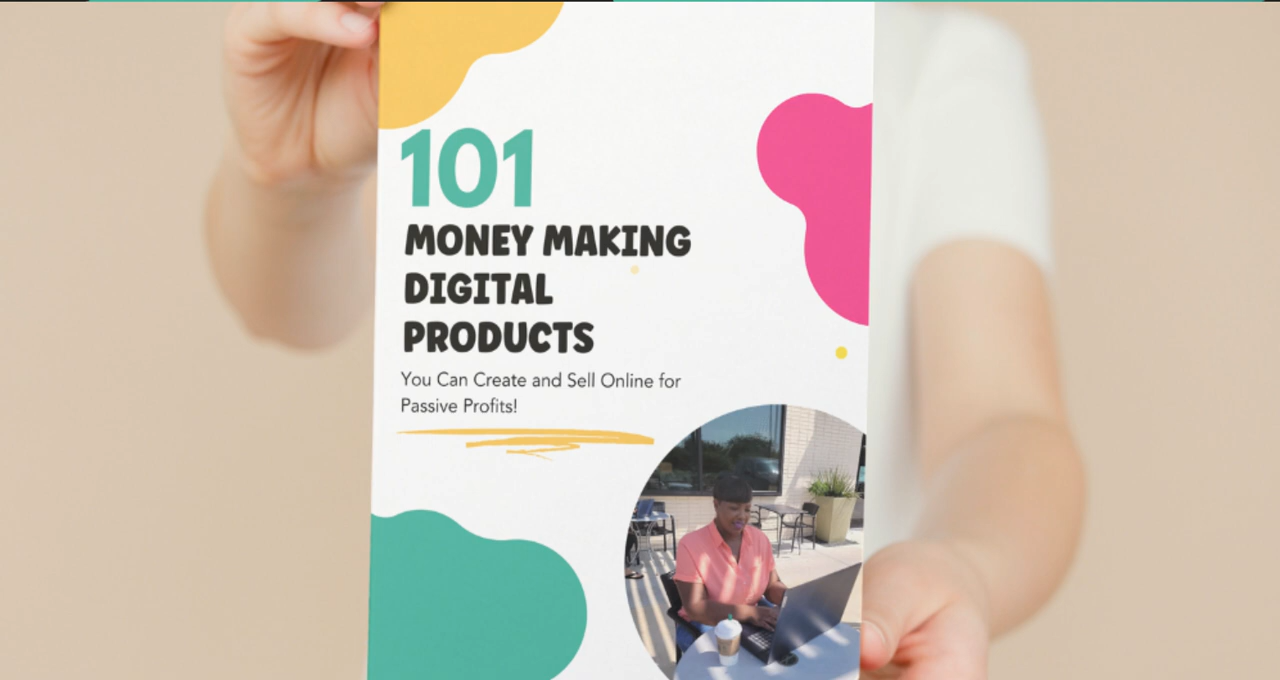 101
MONEY MAKING
DIGITAL
PRODUCTS
You Can Create and Sell Online for
Passive Profits!